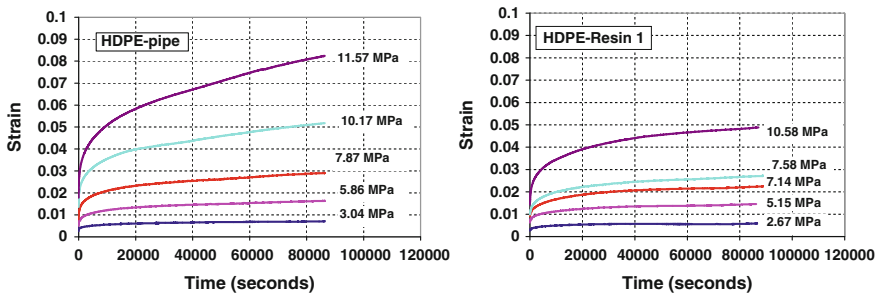 HDPE-pipe
Strain
0.1
0.09
0.08
0.07
0.06
0.05
0.04
0.03
0.02
0.01
0
11.57 MPa
10.17 MPa
7.87 MPa
5.86 MPa
3.04 MPa
0 20000 40000 60000 80000 100000 120000
Time (seconds)
HDPE-Resin 1
Strain
0.1
0.09
0.08
0.07
0.06
0.05
0.04
0.03
0.02
0.01
0
10.58 MPa
7.58 MPa
7.14 MPa
5.15 MPa
2.67 MPa
0 20000 40000 60000 80000 100000 120000
Time (seconds)